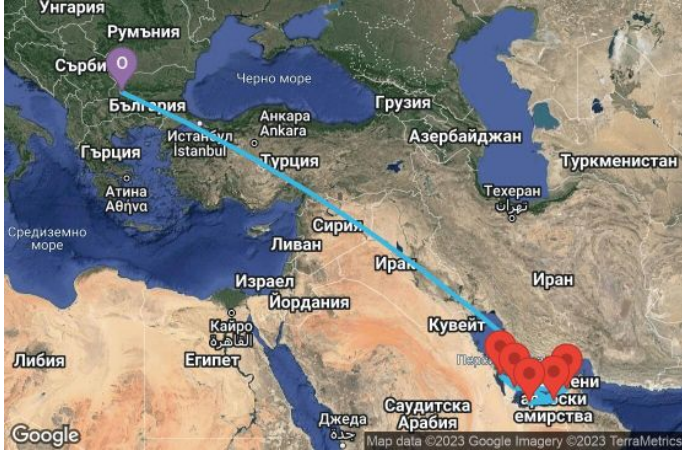 Унгария
Румъния
Сърби
O
Черно море
България
Грузия
Истанбул
İstanbul
Анкара
Ankara
Азербайджан
Гърция
Турция
Туркменистан
Атина
Αθήνα
Техеран
تهران
Средиземно
море
Сирия
Ливан
Ирак
Израел
Иран
Йордания
Кувейт
Кайро
القاهرة
Либия
Египет
Саудитска
Арабия
ени
емирства
Джеда
جدة
Google
Map data ©2023 Google Imagery ©2023 TerraMetrics